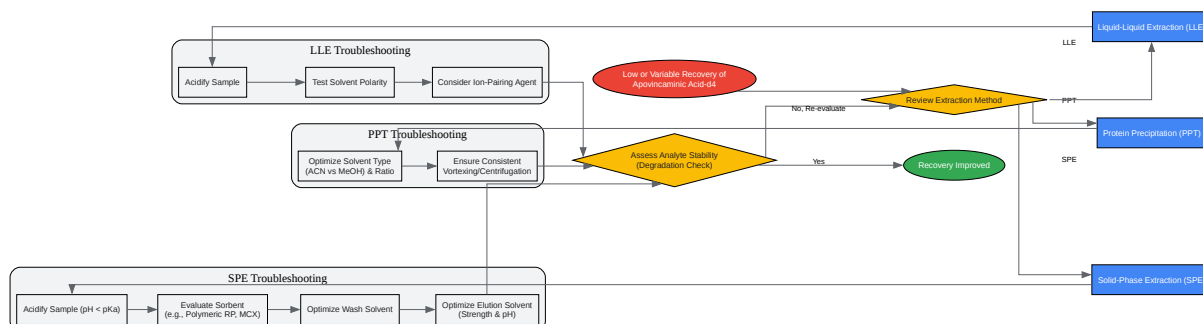 Liquid-Liquid Extraction (LLE
LLE
LLE Troubleshooting
Acidify Sample
Test Solvent Polarity
Consider Ion-Pairing Agent
Low or Variable Recovery of
Apovincaminic Acid-d4
Review Extraction Method
PPT
No, Re-evaluate
PPT Troubleshooting
Protein Precipitation (PPT)
Optimize Solvent Type
(ACN vs MeOH) & Ratio
Ensure Consistent
Vortexing/Centrifugation
Assess Analyte Stability
(Degradation Check)
Yes
Recovery Improved
SPE
SPE Troubleshooting
Solid-Phase Extraction (SPE
Acidify Sample (pH < pKa)
Evaluate Sorbent
(e.g., Polymeric RP, MCX)
Optimize Wash Solvent
Optimize Elution Solvent
(Strength & pH)